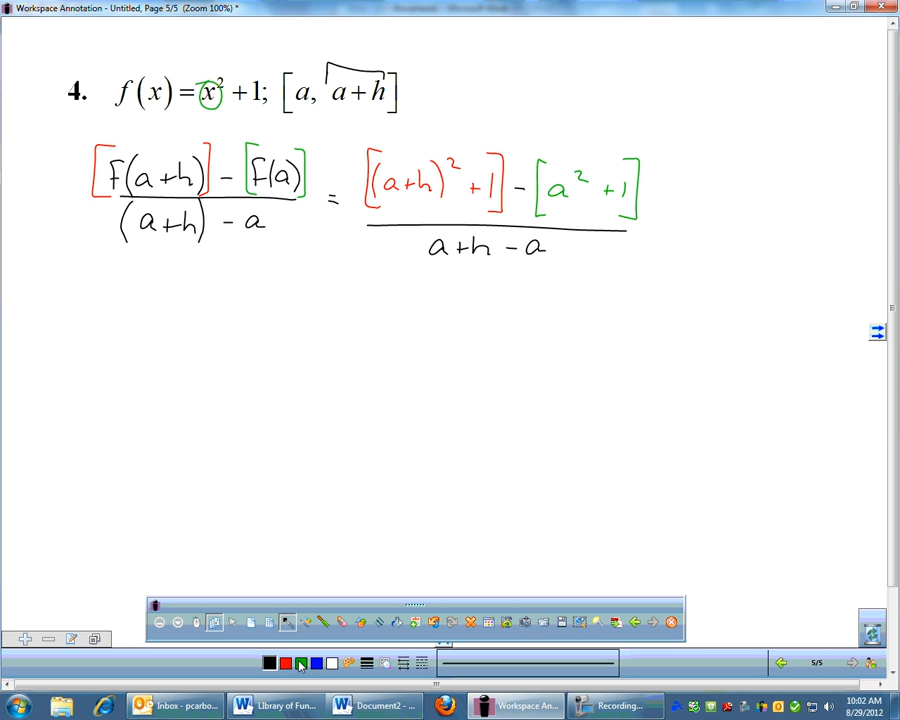 Workspace Annotation - Untitled, Page 5/5 (Zoom 100%) *
4. f(x) = x² + 1; [a, a + h]
[f(a+h)] - [f(a)] = [(a+h)² + 1] - [a² + 1]
(a+h) - a a+h - a
5/5
Inbox - pcarbo...
Library of Fun...
Document2 - ...
Workspace An...
Recording...
10:02 AM
8/29/2012